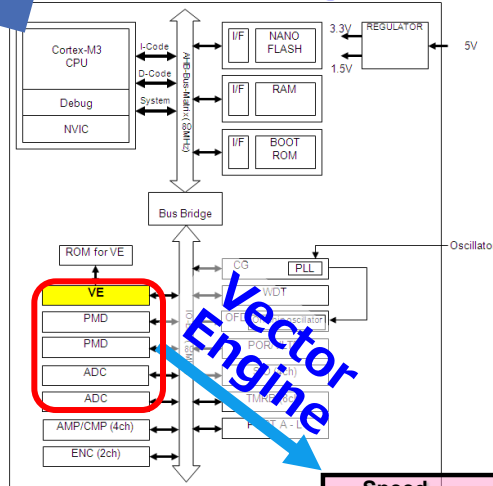 Cortex-M3
CPU
Debug
NVIC
I-Code
D-Code
System
AHB-Bus-Matrix( 80MHz)
I/F
NANO
FLASH
I/F
RAM
I/F
BOOT
ROM
3.3V
1.5V
REGULATOR
5V
Bus Bridge
ROM for VE
VE
PMD
PMD
ADC
ADC
AMP/CMP (4ch)
ENC (2ch)
CG
PLL
Oscillato
WDT
OFD
Vector
Engine
Speed